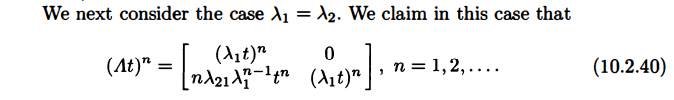 We next consider the case λ₁ = λ₂. We claim in this case that
(Λt)ⁿ = [ (λ₁t)ⁿ 0
nλ₂₁λ₁ⁿ⁻¹tⁿ (λ₁t)ⁿ ] , n = 1, 2, . . . . (10.2.40)